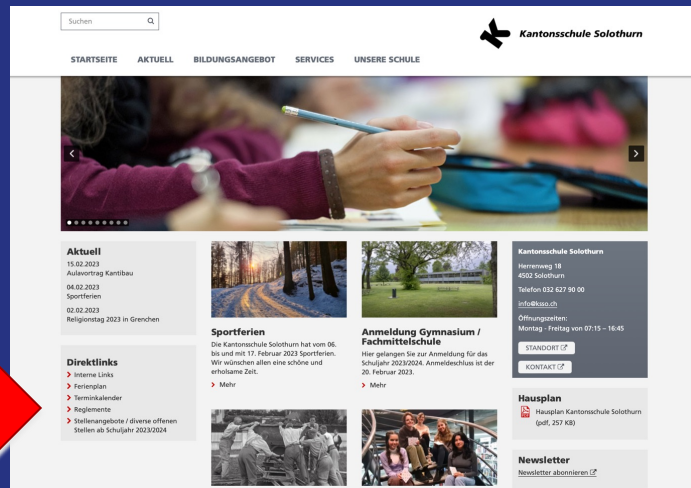 Suchen
Kantonsschule Solothurn
STARTSEITE AKTUELL BILDUNGSANGEBOT SERVICES UNSERE SCHULE
Aktuell
15.02.2023
Aulavortrag Kantibau
04.02.2023
Sportferien
02.02.2023
Religionstag 2023 in Grenchen
Direktlinks
Interne Links
Ferienplan
Terminkalender
Reglemente
Stellenangebote / diverse offenen
Stellen ab Schuljahr 2023/2024
Sportferien
Die Kantonsschule Solothurn hat vom 06.
bis und mit 17. Februar 2023 Sportferien.
Wir wünschen allen eine schöne und
erholsame Zeit.
Mehr
Anmeldung Gymnasium /
Fachmittelschule
Hier gelangen Sie zur Anmeldung für das
Schuljahr 2023/2024. Anmeldeschluss ist der
20. Februar 2023.
Mehr
Kantonsschule Solothurn
Herrenweg 18
4502 Solothurn
Telefon 032 627 90 00
info@ksso.ch
Öffnungszeiten:
Montag - Freitag von 07:15 – 16:45
STANDORT
KONTAKT
Hausplan
Hausplan Kantonsschule Solothurn
(pdf, 257 KB)
Newsletter
Newsletter abonnieren